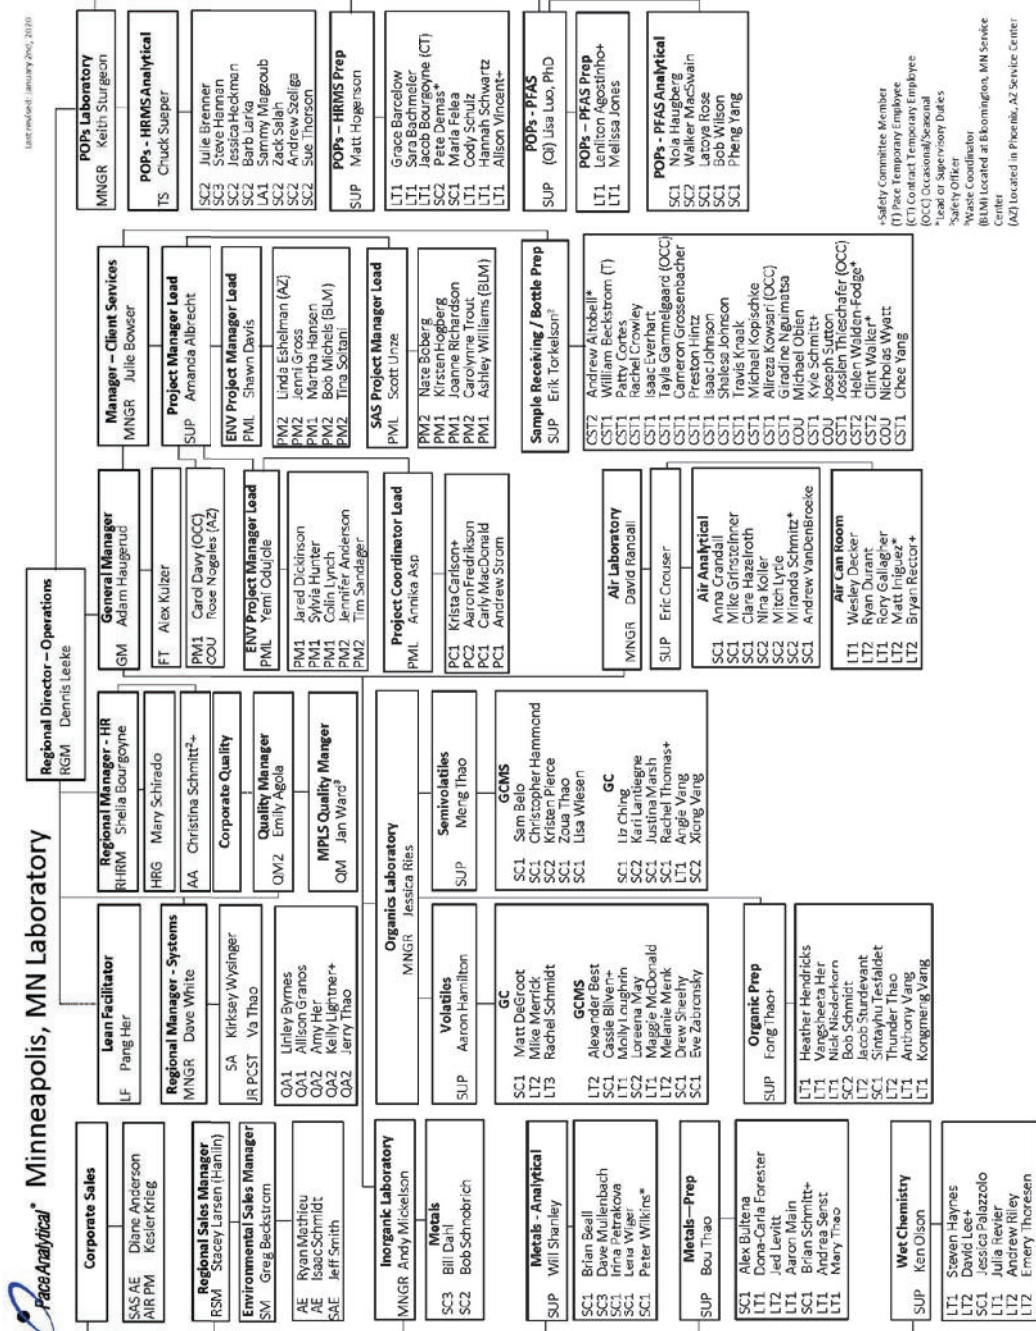 Pace Analytical® Minneapolis, MN Laboratory
Last revised: January 2nd, 2020
Regional Director–Operations
RGM Dennis Leeke
Corporate Sales
SAS AE Diane Anderson
AIR PM Kesler Krieg
Regional Sales Manager
RSM Stacey Larsen (Hanlin)
Environmental Sales Manager
SM Greg Beckstrom
AE Ryan Mathieu
AE Isaac Schmidt
SAE Jeff Smith
Inorganic Laboratory
MNGR Andy Mickelson
Metals
SC3 Bill Dahl
SC2 Bob Schnobrich
Metals - Analytical
SUP Will Shanley
SC1 Brian Beall
SC3 Dave Mullenbach
SC1 Irina Petrakova
SC1 Lena Wiger
SC1 Peter Wilkins*
Metals—Prep
SUP Bou Thao
SC1 Alex Bultena
LT1 Dona-Carla Forester
LT2 Jed Levitt
LT1 Aaron Main
SC1 Brian Schmitt+
LT1 Andrea Senst
LT1 Mary Thao
Wet Chemistry
SUP Ken Olson
LT1 Steven Haynes
LT2 David Lee+
SC1 Jessica Palazzolo
LT1 Julia Revier
LT2 Andrew Riley
LT2 Emery Thoresen
Lean Facilitator
LF Pang Her
Regional Manager - Systems
MNGR Dave White
SA Kirksey Wysinger
JR PCST Va Thao
QA1 Linley Byrnes
QA1 Allison Granos
QA2 Amy Her
QA2 Kelly Lightner+
QA2 Jerry Thao
Regional Manager - HR
RHRM Shelia Bourgoyne
HRG Mary Schirado
AA Christina Schmitt²+
Corporate Quality
Quality Manager
QM2 Emily Agola
MPLS Quality Manger
QM Jan Ward³
Organics Laboratory
MNGR Jessica Ries
Volatiles
SUP Aaron Hamilton
GC
SC1 Matt DeGroot
LT2 Mike Merrick
LT3 Rachel Schmidt
GCMS
LT2 Alexander Best
SC1 Cassie Bliven+
LT1 Molly Loughrin
SC2 Loreena May
LT1 Maggie McDonald
LT2 Melanie Menk
SC1 Drew Sheehy
SC1 Eve Zabronsky
Semivolatiles
SUP Meng Thao
GCMS
SC1 Sam Belo
SC1 Christopher Hammond
SC2 Kristen Pierce
SC1 Zoua Thao
SC1 Lisa Wiesen
GC
SC1 Liz Ching
SC2 Kari Lantiegne
SC1 Justina Marsh
SC1 Rachel Thomas+
LT1 Angie Vang
SC2 Xiong Vang
Organic Prep
SUP Fong Thao+
LT1 Heather Hendricks
LT1 Vangsheeta Her
LT1 Nick Niederkorn
SC2 Bob Schmidt
LT2 Jacob Sturdevant
SC1 Sintayhu Tesfaldet
LT2 Thunder Thao
LT1 Anthony Vang
LT1 Kongmeng Vang
General Manager
GM Adam Haugerud
FT Alex Kulzer
PM1 Carol Davy (OCC)
COU Rose Nogales (AZ)
ENV Project Manager Lead
PML Yemi Odujole
PM1 Jared Dickinson
PM1 Sylvia Hunter
PM1 Colin Lynch
PM2 Jennifer Anderson
PM2 Tim Sandager
Project Coordinator Lead
PML Annika Asp
PC1 Krista Carlson+
PC2 Aaron Fredrikson
PC1 Carly MacDonald
PC1 Andrew Strom
Air Laboratory
MNGR David Randall
SUP Eric Crouser
Air Analytical
SC1 Anna Crandall
SC1 Mike Grinsteinner
SC1 Clare Hazelroth
SC2 Nina Koller
SC2 Mitch Lytle
SC2 Miranda Schmitz*
SC1 Andrew VanDenBroeke
Air Can Room
LT1 Wesley Decker
LT2 Ryan Durant
LT1 Rory Gallagher
LT2 Matt Iniguez*
LT2 Bryan Rector+
Manager – Client Services
MNGR Julie Bowser
Project Manager Lead
SUP Amanda Albrecht
ENV Project Manager Lead
PML Shawn Davis
PM2 Linda Eshelman (AZ)
PM2 Jenni Gross
PM1 Martha Hansen
PM2 Bob Michels (BLM)
PM2 Tina Soltani
SAS Project Manager Lead
PML Scott Unze
PM2 Nate Boberg
PM1 Kirsten Hogberg
PM1 Joanne Richardson
PM2 Carolynne Trout
PM1 Ashley Williams (BLM)
Sample Receiving / Bottle Prep
SUP Erik Torkelson²
CST2 Andrew Altobell*
CST1 William Beckstrom (T)
CST1 Patty Cortes
CST1 Rachel Crowley
CST1 Isaac Everhart
CST1 Tayla Gammelgaard (OCC)
CST1 Cameron Grossenbacher
CST1 Preston Hintz
CST1 Isaac Johnson
CST1 Shalesa Johnson
CST1 Travis Knaak
CST1 Michael Kopischke
CST1 Alireza Kowsari (OCC)
CST1 Giradine Nguimatsa
COU Michael Obien
CST1 Kyle Schmitt+
COU Joseph Sutton
CST1 Josslen Thieschafer (OCC)
CST2 Helen Walden-Fodge*
CST2 Clint Walker*
COU Nicholas Wyatt
CST1 Chee Yang
POPs Laboratory
MNGR Keith Sturgeon
POPs - HRMS Analytical
TS Chuck Sueper
SC2 Julie Brenner
SC3 Steve Hannan
SC2 Jessica Heckman
SC2 Barb Larka
LA1 Sammy Magzoub
SC2 Zack Salah
SC2 Andrew Szeliga
SC2 Sue Thorson
POPs – HRMS Prep
SUP Matt Hogerson
LT1 Grace Barcelow
LT1 Sara Bachmeier
LT1 Jacob Bourgoyne (CT)
SC2 Pete Demas*
SC1 Maria Felea
LT1 Cody Schulz
LT1 Hannah Schwartz
LT1 Alison Vincent+
POPs - PFAS
SUP (QI) Lisa Luo, PhD
POPs – PFAS Prep
LT1 Leniton Agostinho+
LT1 Melissa Jones
POPs - PFAS Analytical
SC1 Nola Haugberg
SC2 Walker MacSwain
SC1 Latoya Rose
SC1 Bob Wilson
SC1 Pheng Yang
+Safety Committee Member
(T) Pace Temporary Employee
(CT) Contract Temporary Employee
(OCC) Occasional/Seasonal
*Lead or Supervisory Duties
²Safety Officer
³Waste Coordinator
(BLM) Located at Bloomington, MN Service
Center
(AZ) Located in Phoenix, AZ Service Center